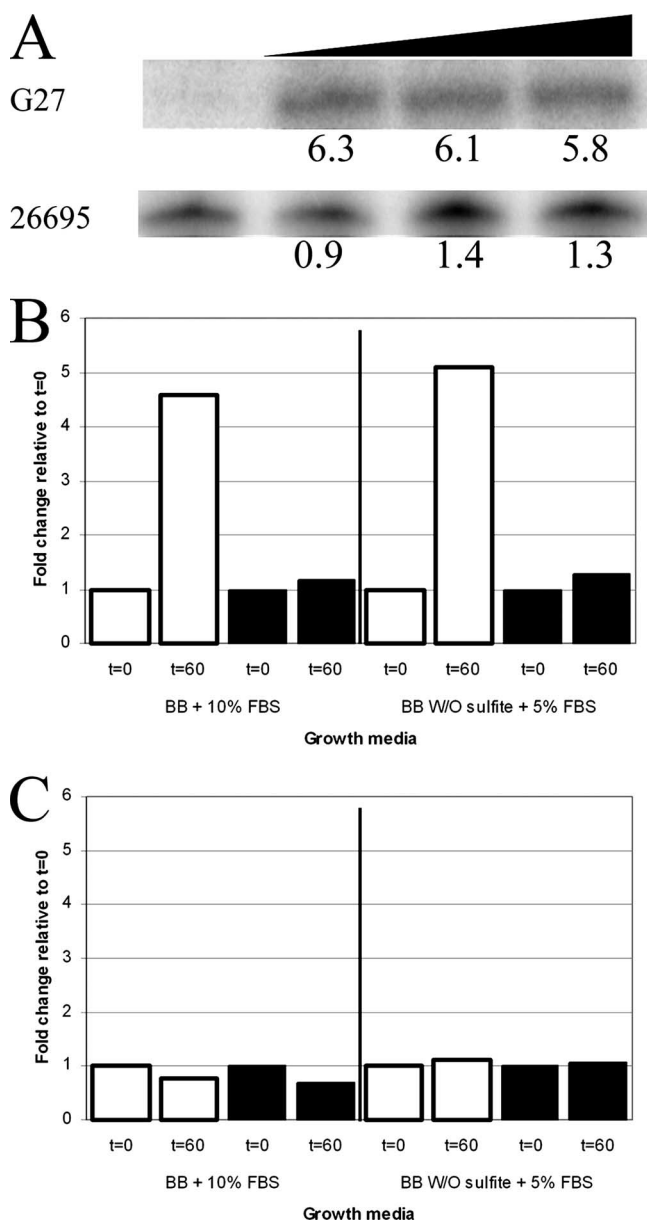 A
G27
6.3 6.1 5.8
26695
0.9 1.4 1.3
B
Fold change relative to t=0
6
5
4
3
2
1
0
t=0 t=60 t=0 t=60 t=0 t=60 t=0 t=60
BB + 10% FBS BB W/O sulfite + 5% FBS
Growth media
C
Fold change relative to t=0
6
5
4
3
2
1
0
t=0 t=60 t=0 t=60 t=0 t=60 t=0 t=60
BB + 10% FBS BB W/O sulfite + 5% FBS
Growth media